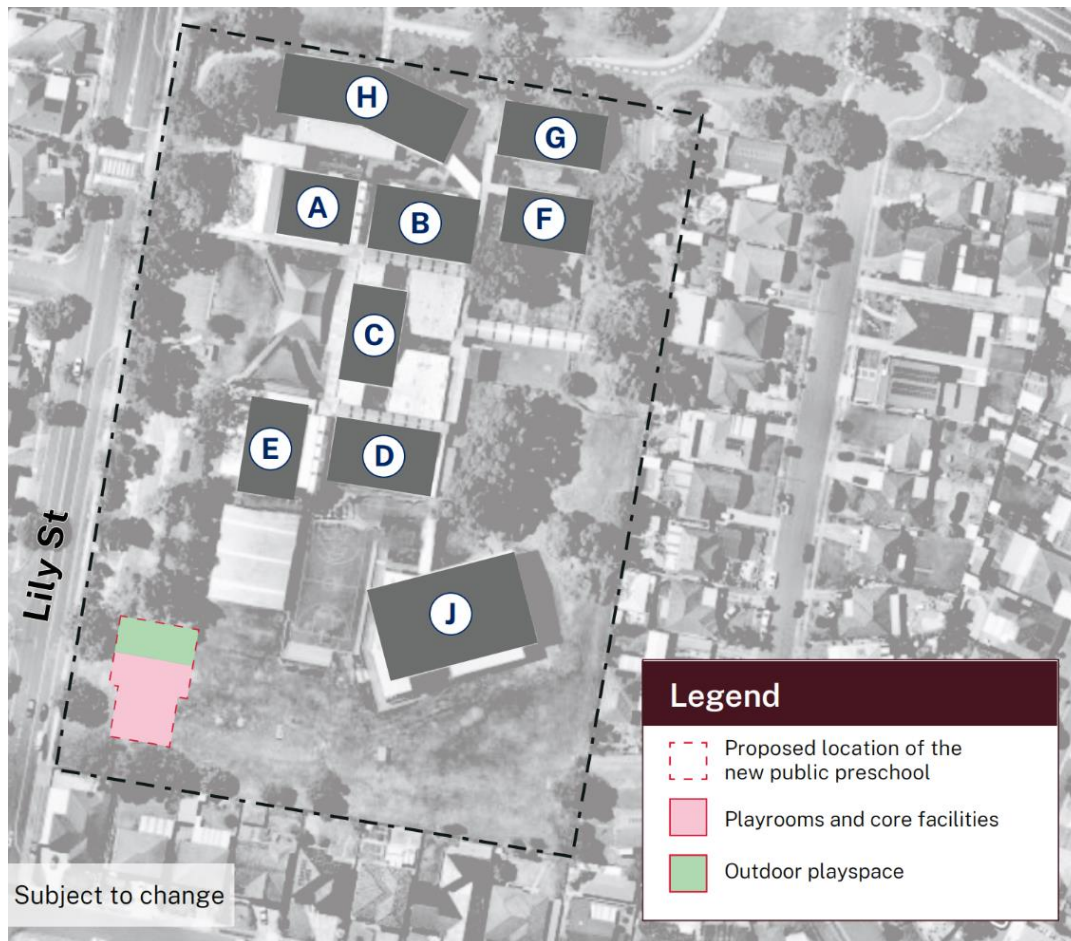 H
G
A
B
F
C
E
D
Lily St
J
Legend
Proposed location of the
new public preschool
Playrooms and core facilities
Outdoor playspace
Subject to change